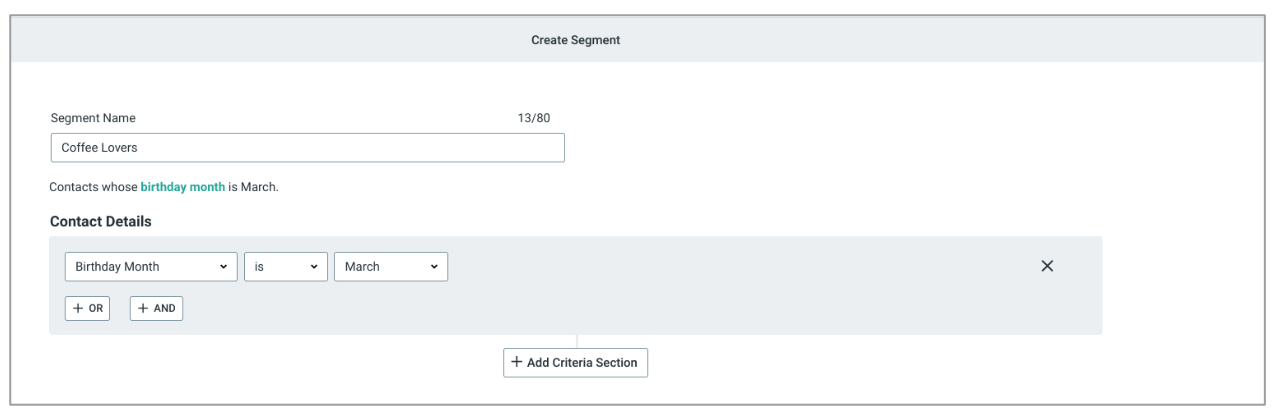 Create Segment
Segment Name 13/80
Coffee Lovers
Contacts whose birthday month is March.
Contact Details
Birthday Month is March
+ OR + AND
+ Add Criteria Section